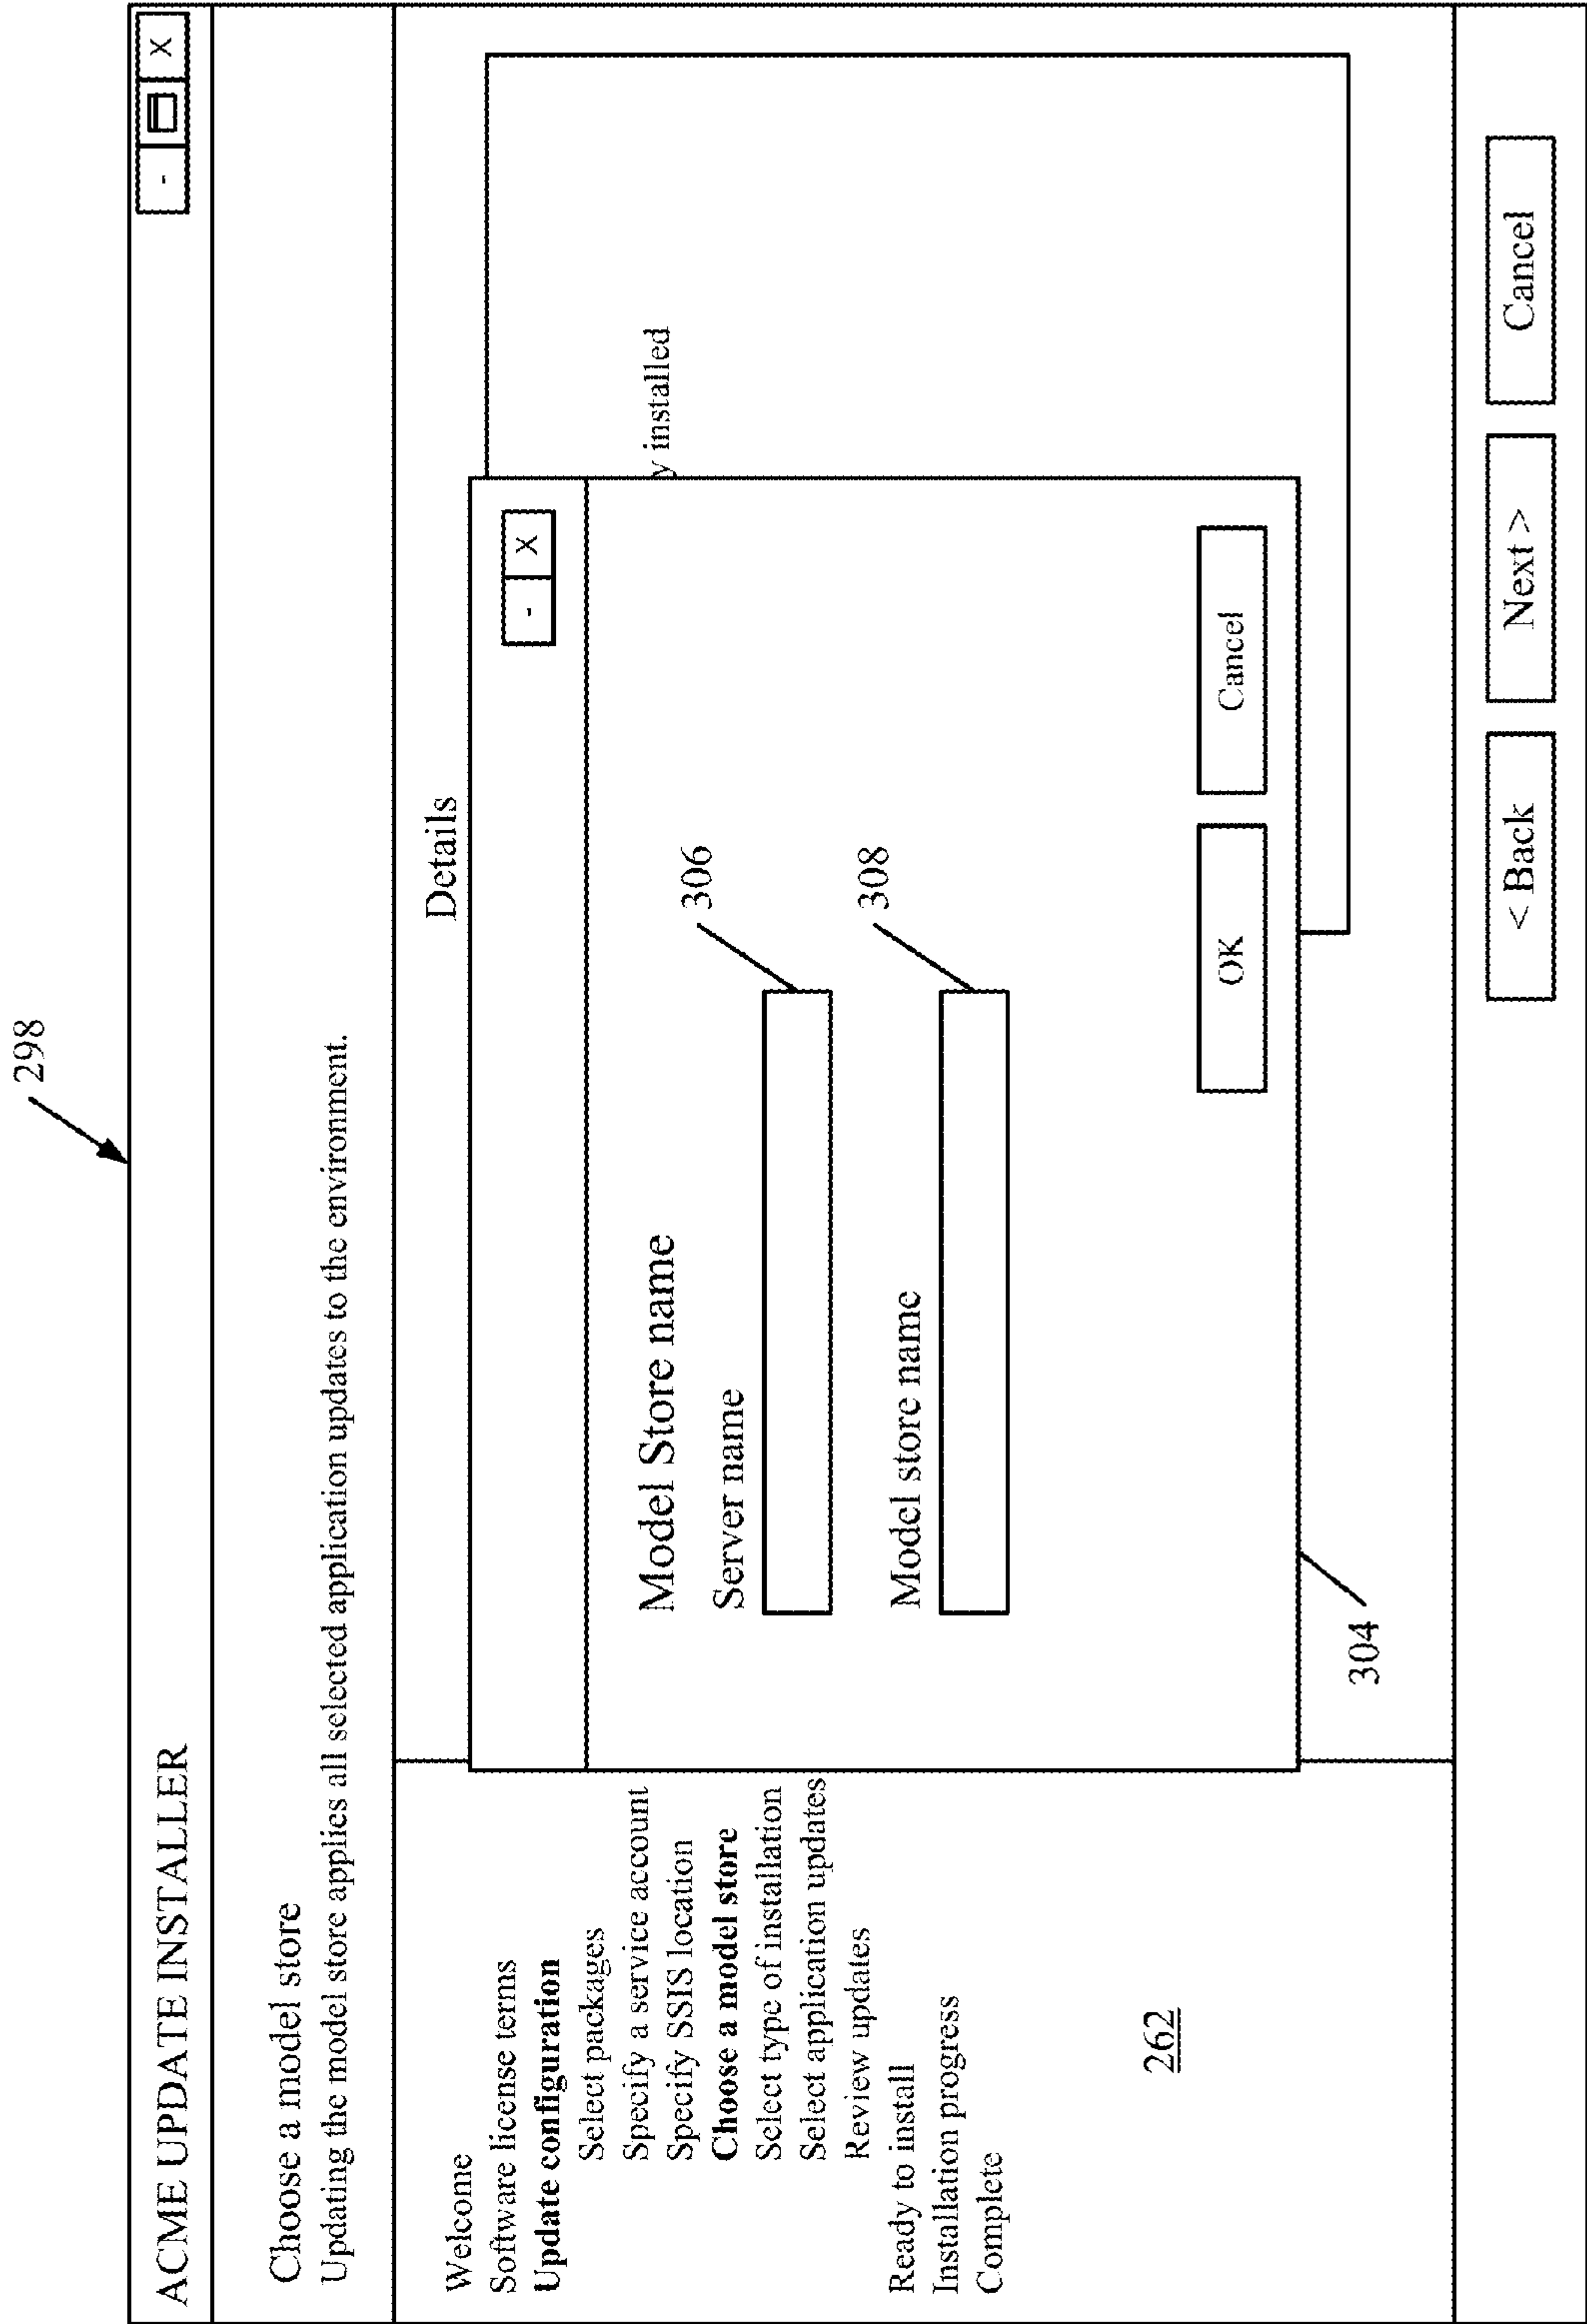 298
ACME UPDATE INSTALLER
- X
Choose a model store
Updating the model store applies all selected application updates to the environment.
Welcome
Software license terms
Update configuration
Select packages
Specify a service account
Specify SSIS location
Choose a model store
Select type of installation
Select application updates
Review updates
Ready to install
Installation progress
Complete
262
Details
- X
y installed
Model Store name
Server name
306
Model store name
308
OK Cancel
304
< Back Next > Cancel